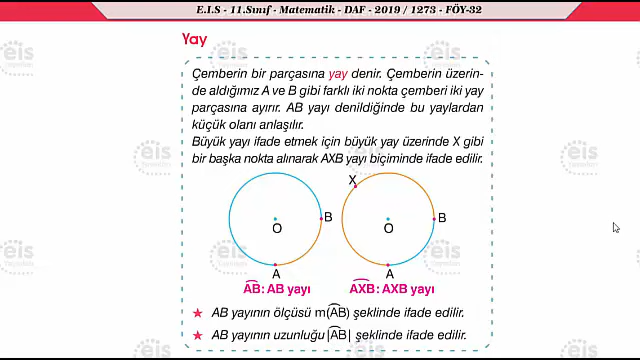 E.I.S - 11.Sınıf - Matematik - DAF - 2019 / 1273 - FÖY-32
Yay
Çemberin bir parçasına yay denir. Çemberin üzerin-
de aldığımız A ve B gibi farklı iki nokta çemberi iki yay
parçasına ayırır. AB yayı denildiğinde bu yaylardan
küçük olanı anlaşılır.
Büyük yayı ifade etmek için büyük yay üzerinde X gibi
bir başka nokta alınarak AXB yayı biçiminde ifade edilir.
X
B B
O O
A A
AB: AB yayı AXB: AXB yayı
★ AB yayının ölçüsü m(AB) şeklinde ifade edilir.
★ AB yayının uzunluğu |AB| şeklinde ifade edilir.
eis